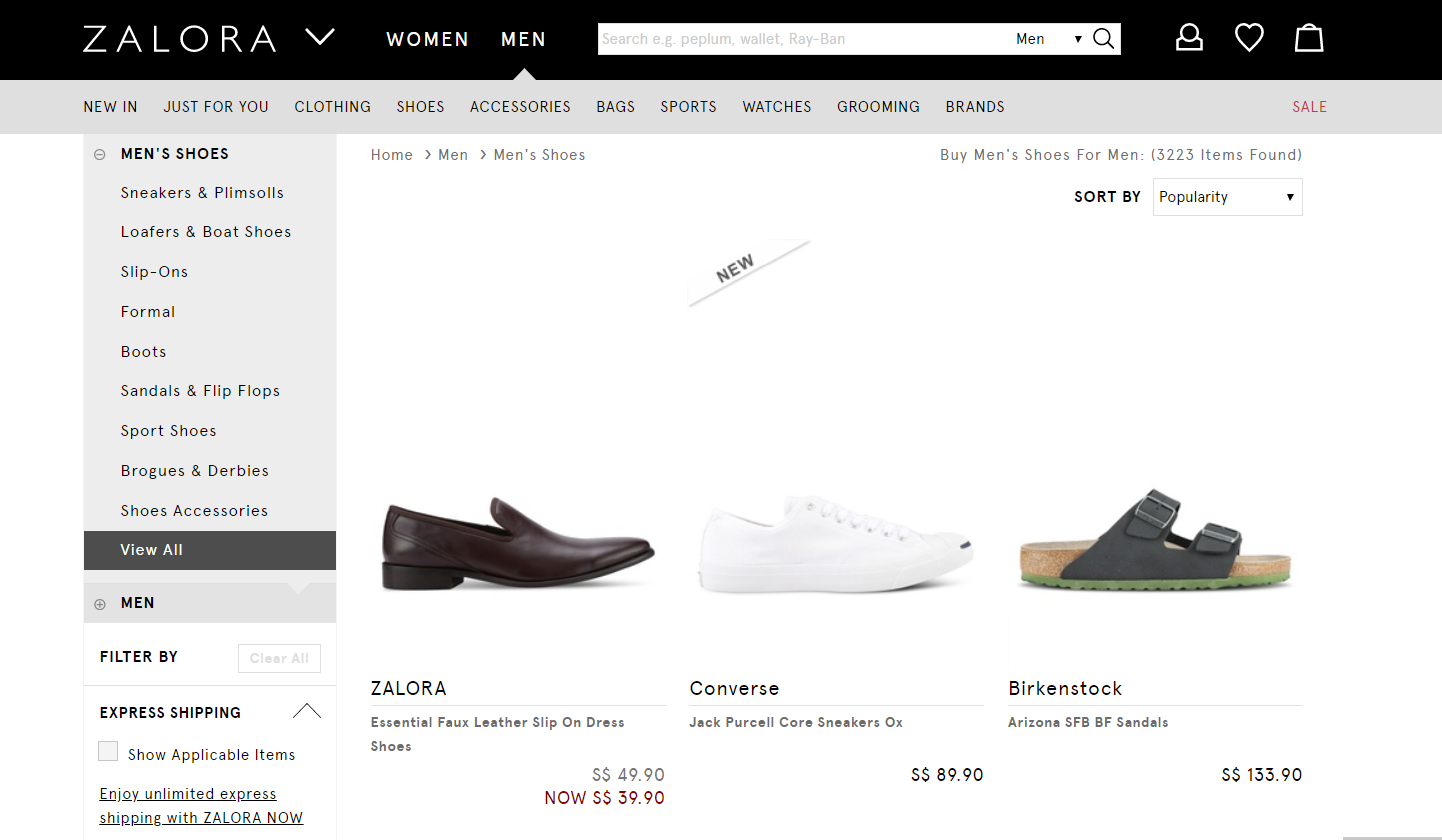 ZALORA
WOMEN
MEN
Search e.g. peplum, wallet, Ray-Ban
Men
NEW IN
JUST FOR YOU
CLOTHING
SHOES
ACCESSORIES
BAGS
SPORTS
WATCHES
GROOMING
BRANDS
SALE
MEN'S SHOES
Sneakers & Plimsolls
Loafers & Boat Shoes
Slip-Ons
Formal
Boots
Sandals & Flip Flops
Sport Shoes
Brogues & Derbies
Shoes Accessories
View All
MEN
FILTER BY
Clear All
EXPRESS SHIPPING
Show Applicable Items
Enjoy unlimited express
shipping with ZALORA NOW
Home > Men > Men's Shoes
Buy Men's Shoes For Men: (3223 Items Found)
SORT BY
Popularity
ZALORA
Essential Faux Leather Slip On Dress
Shoes
S$ 49.90
NOW S$ 39.90
NEW
Converse
Jack Purcell Core Sneakers Ox
S$ 89.90
Birkenstock
Arizona SFB BF Sandals
S$ 133.90